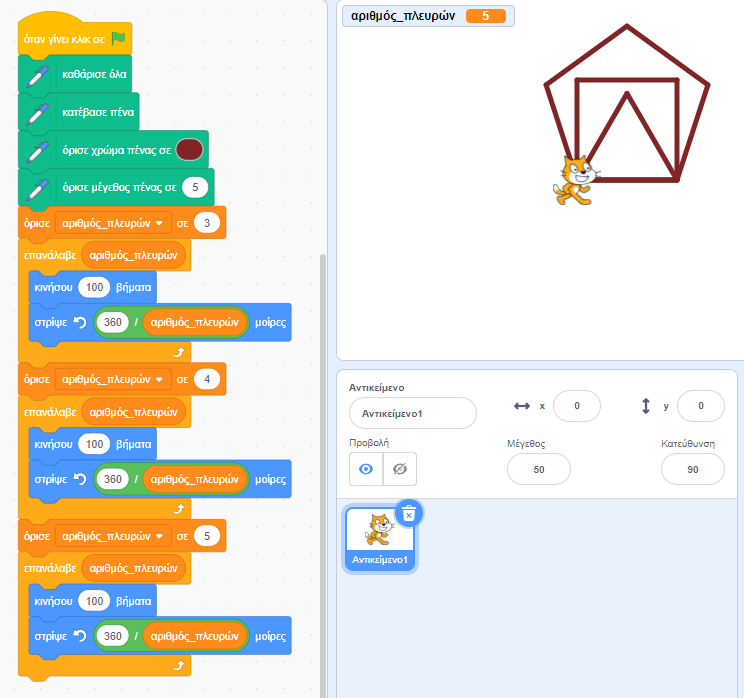 όταν γίνει κλικ σε
καθάρισε όλα
κατέβασε πένα
όρισε χρώμα πένας σε
όρισε μέγεθος πένας σε 5
όρισε αριθμός_πλευρών σε 3
επανάλαβε αριθμός_πλευρών
κινήσου 100 βήματα
στρίψε 360 / αριθμός_πλευρών μοίρες
όρισε αριθμός_πλευρών σε 4
επανάλαβε αριθμός_πλευρών
κινήσου 100 βήματα
στρίψε 360 / αριθμός_πλευρών μοίρες
όρισε αριθμός_πλευρών σε 5
επανάλαβε αριθμός_πλευρών
κινήσου 100 βήματα
στρίψε 360 / αριθμός_πλευρών μοίρες
αριθμός_πλευρών 5
Αντικείμενο
Αντικείμενο1
x 0
y 0
Προβολή
Μέγεθος
50
Κατεύθυνση
90
Αντικείμενο1